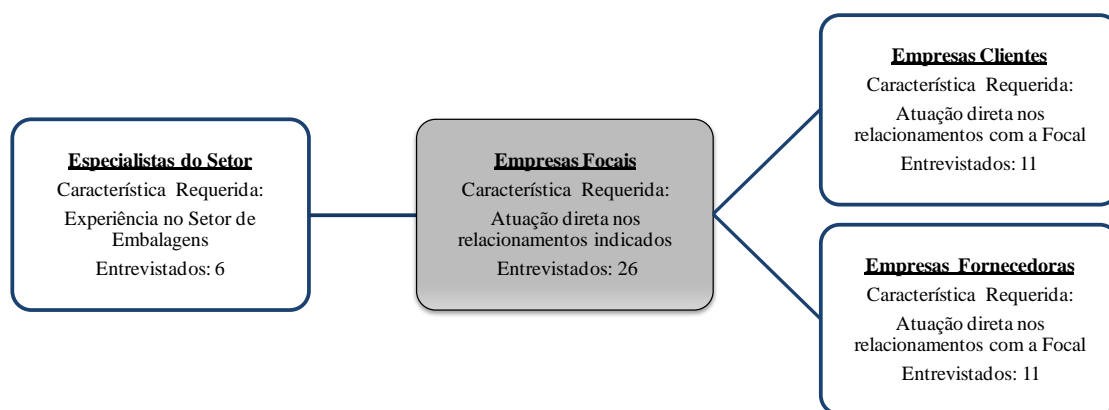 Especialistas do Setor
Característica Requerida:
Experiência no Setor de
Embalagens
Entrevistados: 6
Empresas Focais
Característica Requerida:
Atuação direta nos
relacionamentos indicados
Entrevistados: 26
Empresas Clientes
Característica Requerida:
Atuação direta nos
relacionamentos com a Focal
Entrevistados: 11
Empresas Fornecedoras
Característica Requerida:
Atuação direta nos
relacionamentos com a Focal
Entrevistados: 11